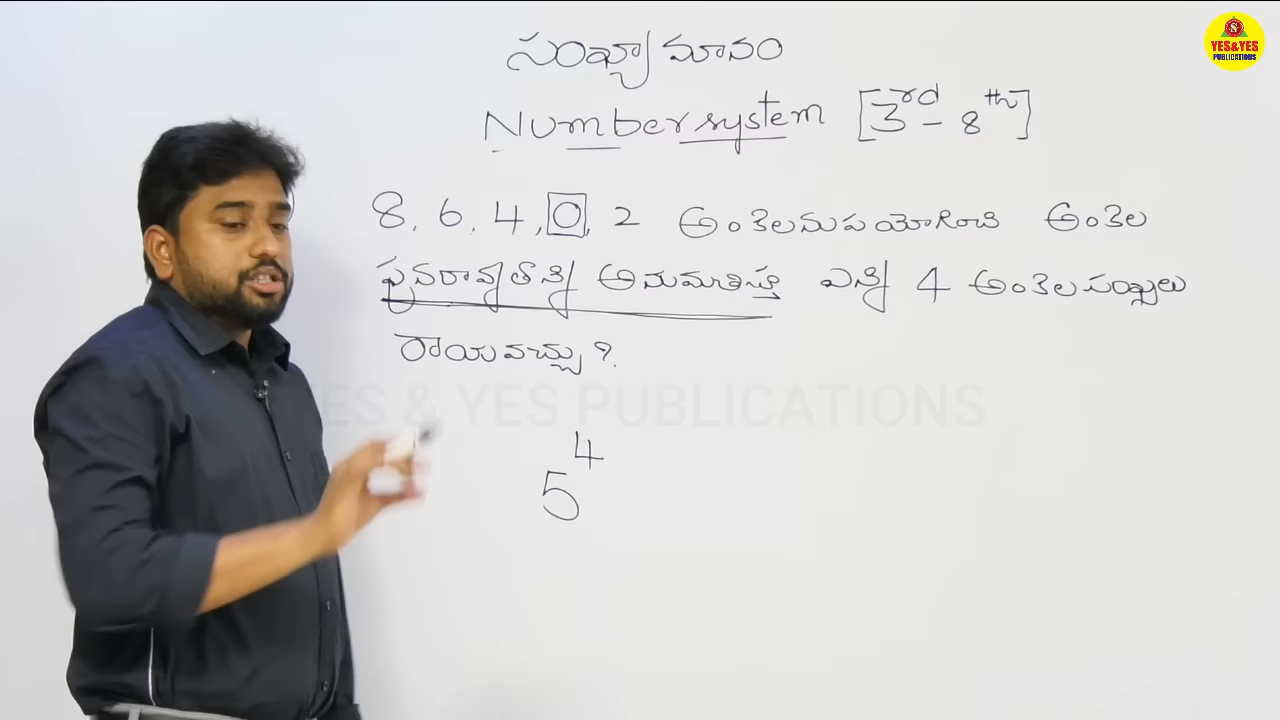 సంఖ్యామానం
Number system [3rd - 8th]
8, 6, 4, 0, 2 అంకెలనుపయోగించి అంకెల
పునరావృతాన్ని అనుమతిస్తూ ఎన్ని 4 అంకెల సంఖ్యలు
రాయవచ్చు?
5^4
YES & YES PUBLICATIONS
S
YES&YES
PUBLICATIONS